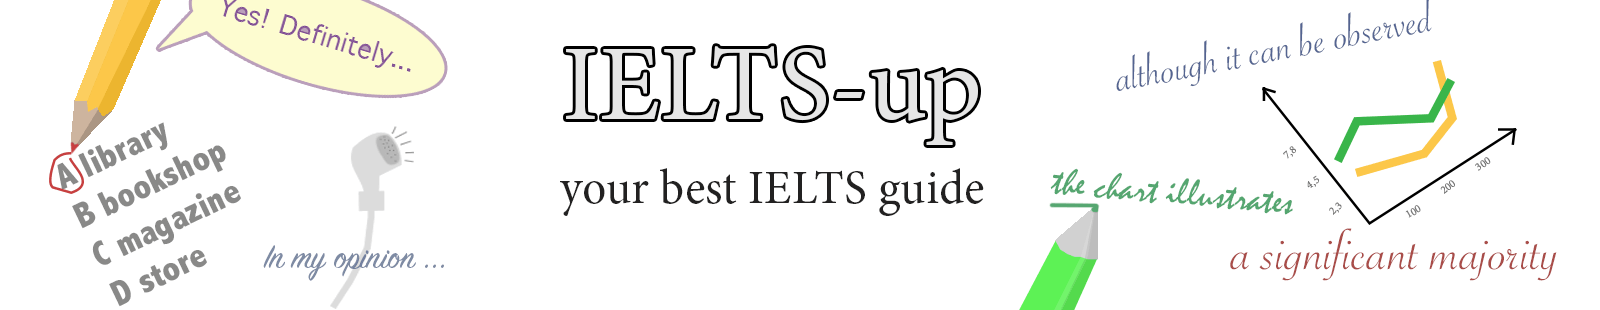 Yes! Definitely...
A library
B bookshop
C magazine
D store
In my opinion ...
IELTS-up
your best IELTS guide
although it can be observed
7,8
4,5
2,3
100
200
300
the chart illustrates
a significant majority